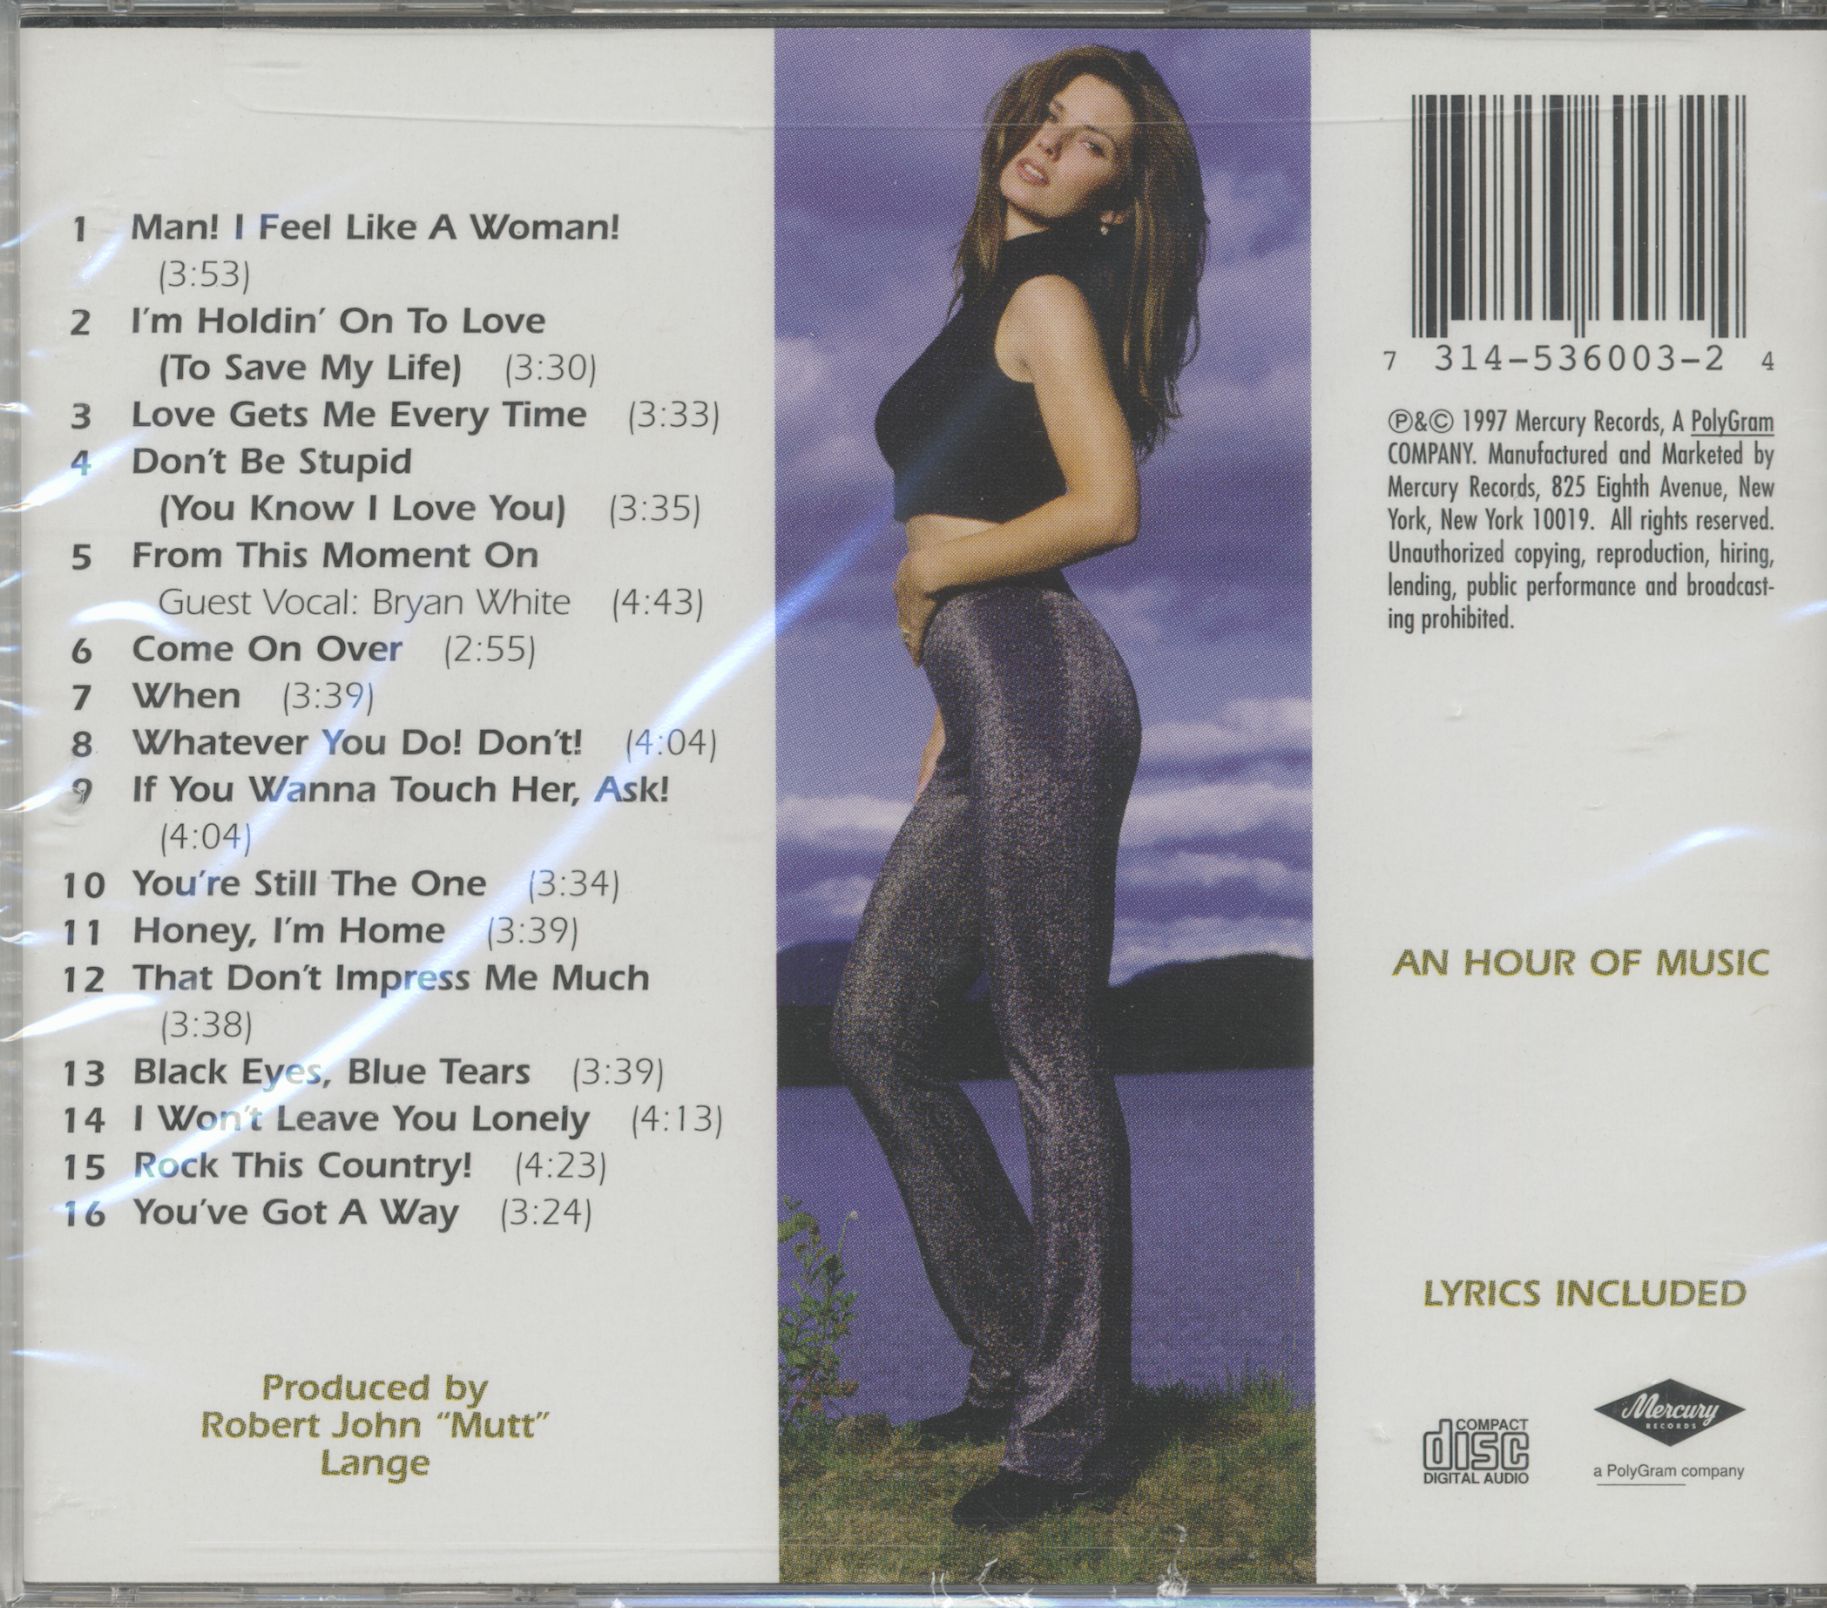 1 Man! I Feel Like A Woman!
(3:53)
2 I'm Holdin' On To Love
(To Save My Life) (3:30)
3 Love Gets Me Every Time (3:33)
4 Don't Be Stupid
(You Know I Love You) (3:35)
5 From This Moment On
Guest Vocal: Bryan White (4:43)
6 Come On Over (2:55)
7 When (3:39)
8 Whatever You Do! Don't! (4:04)
9 If You Wanna Touch Her, Ask!
(4:04)
10 You're Still The One (3:34)
11 Honey, I'm Home (3:39)
12 That Don't Impress Me Much
(3:38)
13 Black Eyes, Blue Tears (3:39)
14 I Won't Leave You Lonely (4:13)
15 Rock This Country! (4:23)
16 You've Got A Way (3:24)
Produced by
Robert John "Mutt"
Lange
7 314-536003-2 4
℗&© 1997 Mercury Records, A PolyGram
COMPANY. Manufactured and Marketed by
Mercury Records, 825 Eighth Avenue, New
York, New York 10019. All rights reserved.
Unauthorized copying, reproduction, hiring,
lending, public performance and broadcast-
ing prohibited.
AN HOUR OF MUSIC
LYRICS INCLUDED
COMPACT
disc
DIGITAL AUDIO
Mercury
RECORDS
a PolyGram company